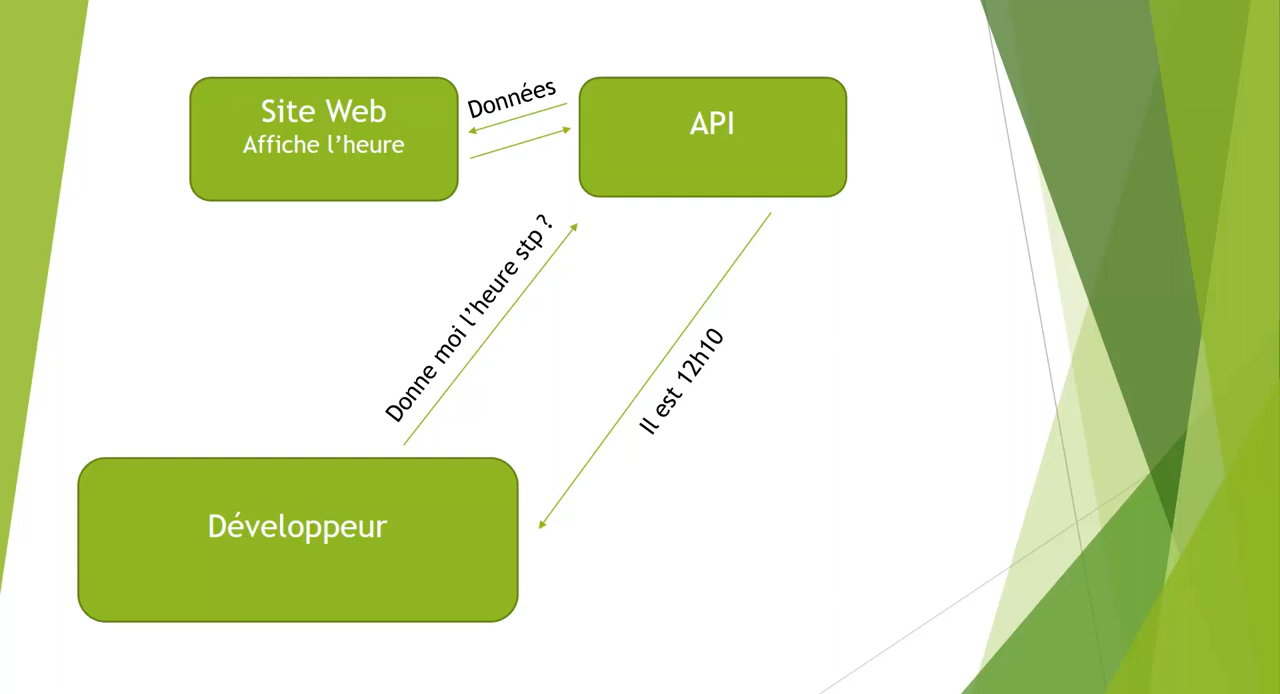 Site Web
Affiche l’heure
Données
API
Donne moi l’heure stp ?
Il est 12h10
Développeur